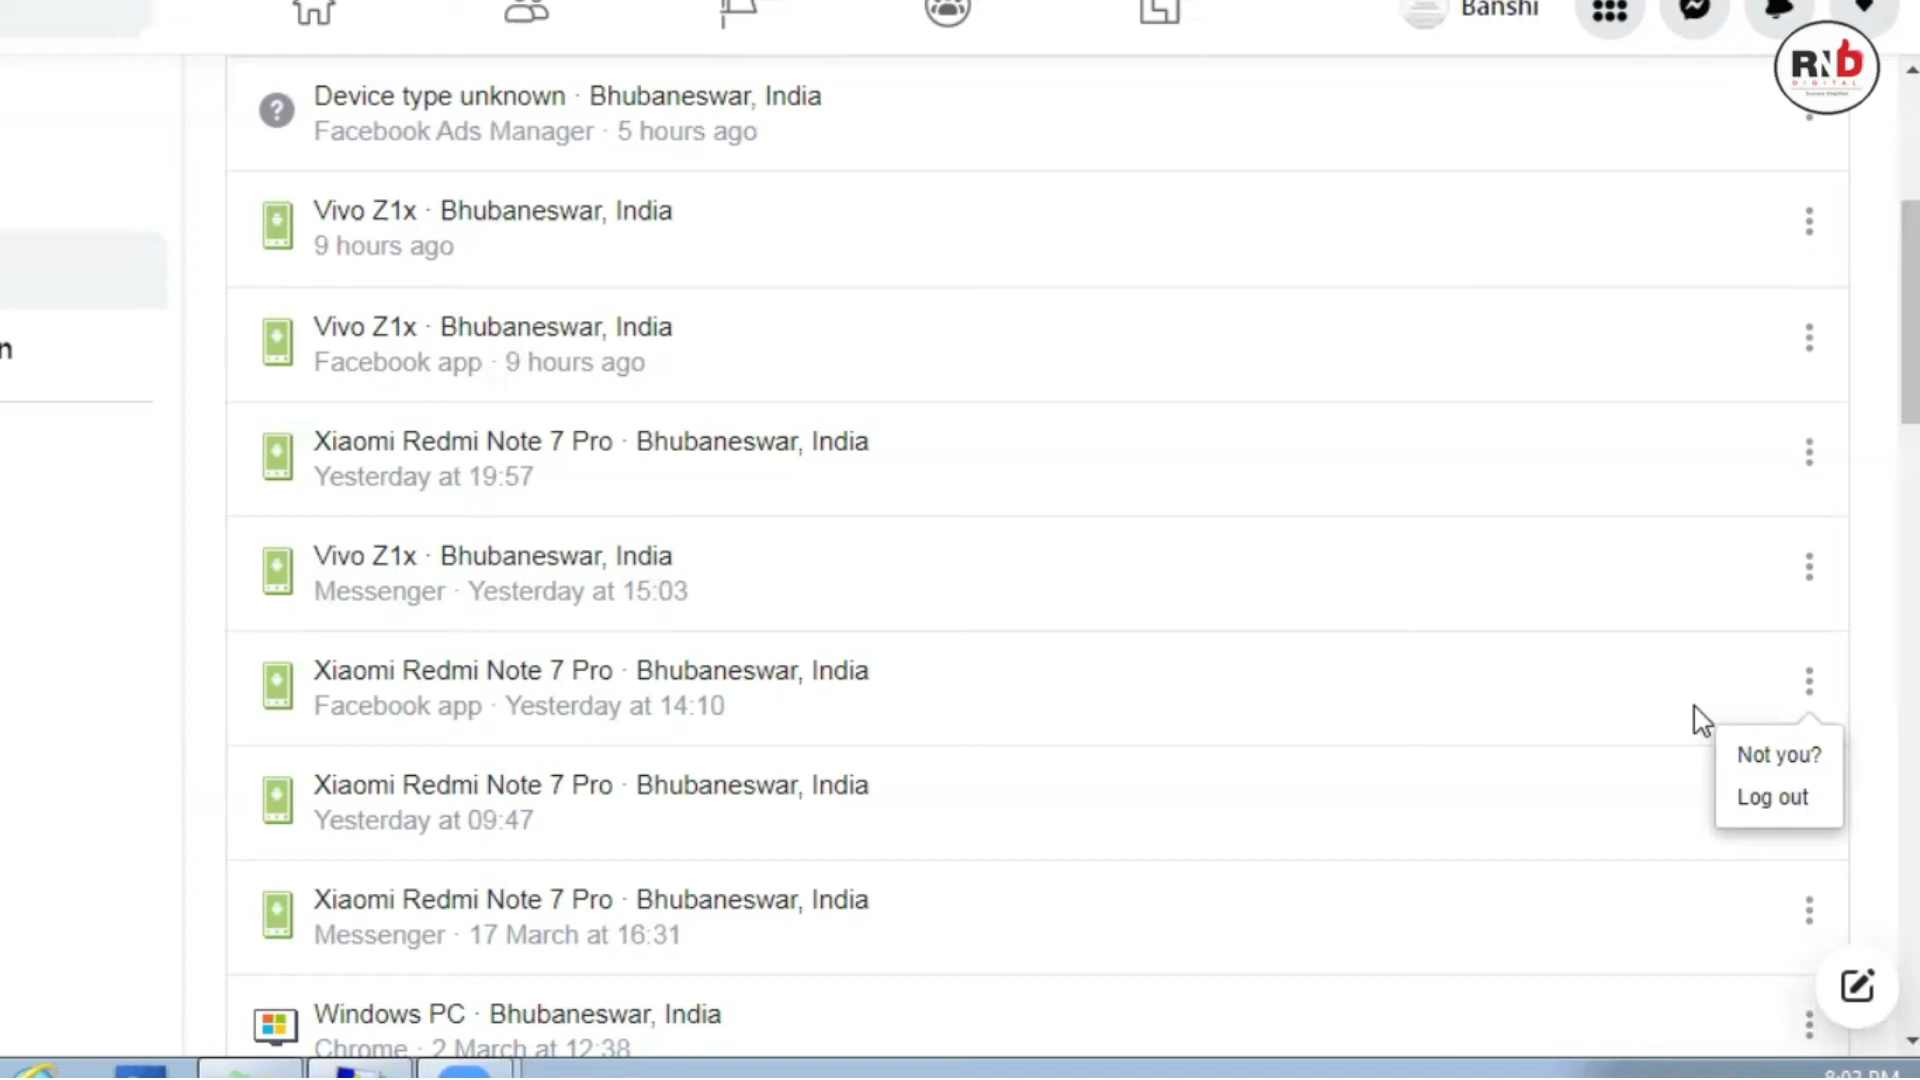 Banshi
RND
DIGITAL
Device type unknown · Bhubaneswar, India
Facebook Ads Manager · 5 hours ago
Vivo Z1x · Bhubaneswar, India
9 hours ago
n
Vivo Z1x · Bhubaneswar, India
Facebook app · 9 hours ago
Xiaomi Redmi Note 7 Pro · Bhubaneswar, India
Yesterday at 19:57
Vivo Z1x · Bhubaneswar, India
Messenger · Yesterday at 15:03
Xiaomi Redmi Note 7 Pro · Bhubaneswar, India
Facebook app · Yesterday at 14:10
Not you?
Log out
Xiaomi Redmi Note 7 Pro · Bhubaneswar, India
Yesterday at 09:47
Xiaomi Redmi Note 7 Pro · Bhubaneswar, India
Messenger · 17 March at 16:31
Windows PC · Bhubaneswar, India
Chrome · 2 March at 12:38
8:03 PM